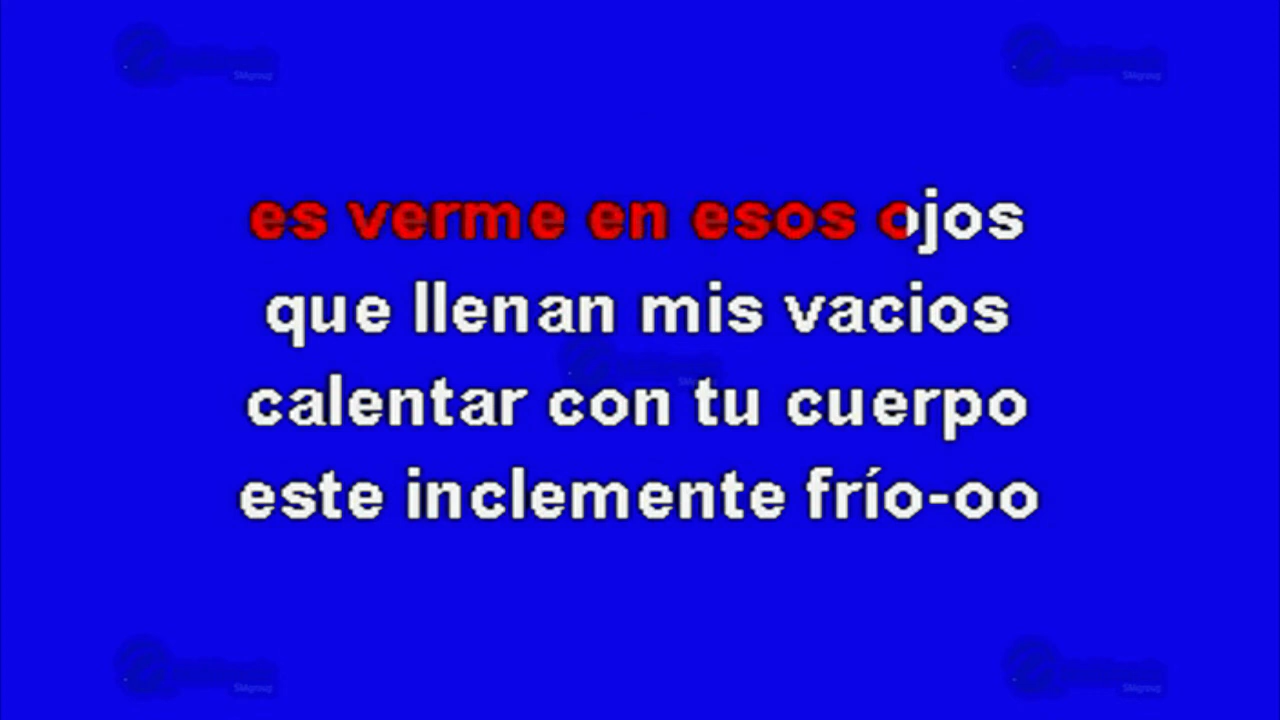 es verme en esos ojos
que llenan mis vacios
calentar con tu cuerpo
este inclemente frío-oo